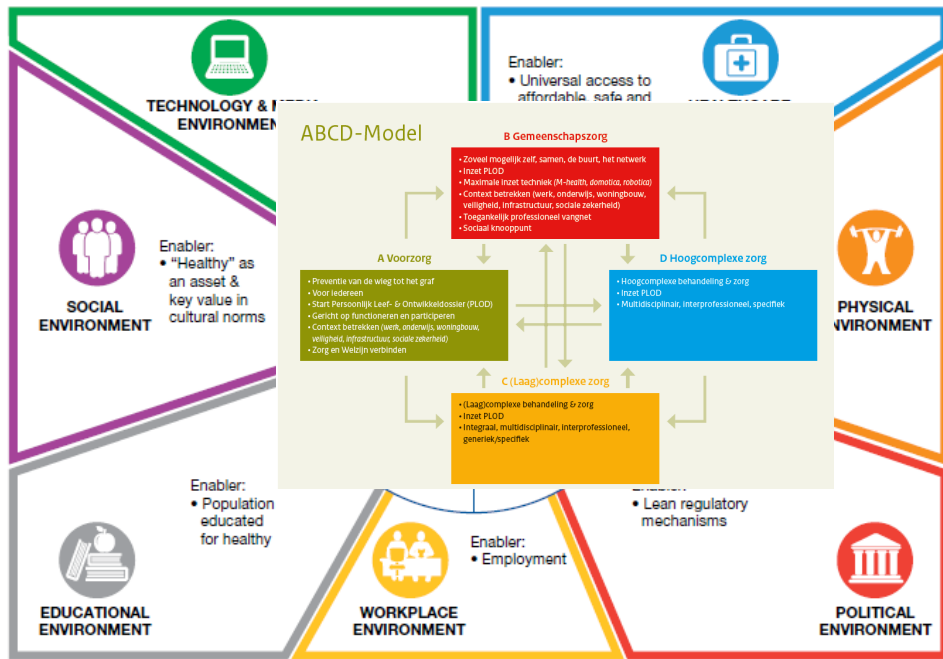 TECHNOLOGY &
ENVIRONMENT
Enabler:
• Universal access to
affordable, safe and
HEALTHCARE
Enabler:
• “Healthy” as
an asset &
key value in
cultural norms
SOCIAL
ENVIRONMENT
ABCD-Model
B Gemeenschapszorg
• Zoveel mogelijk zelf, samen, de buurt, het netwerk
• Inzet PLOD
• Maximale inzet techniek (M-health, domotica, robotica)
• Context betrekken (werk, onderwijs, woningbouw,
veiligheid, infrastructuur, sociale zekerheid)
• Toegankelijk professioneel vangnet
• Sociaal knooppunt
A Voorzorg
• Preventie van de wieg tot het graf
• Voor iedereen
• Start Persoonlijk Leef- & Ontwikkeldossier (PLOD)
• Gericht op functioneren en participeren
• Context betrekken (werk, onderwijs, woningbouw,
veiligheid, infrastructuur, sociale zekerheid)
• Zorg en Welzijn verbinden
D Hoogcomplexe zorg
• Hoogcomplexe behandeling & zorg
• Inzet PLOD
• Multidisciplinair, interprofessioneel, specifiek
C (Laag)complexe zorg
• (Laag)complexe behandeling & zorg
• Inzet PLOD
• Integraal, multidisciplinair, interprofessioneel,
generiek/specifiek
PHYSICAL
ENVIRONMENT
Enabler:
• Population
educated
for healthy
EDUCATIONAL
ENVIRONMENT
Enabler:
• Employment
WORKPLACE
ENVIRONMENT
Enabler:
• Lean regulatory
mechanisms
POLITICAL
ENVIRONMENT